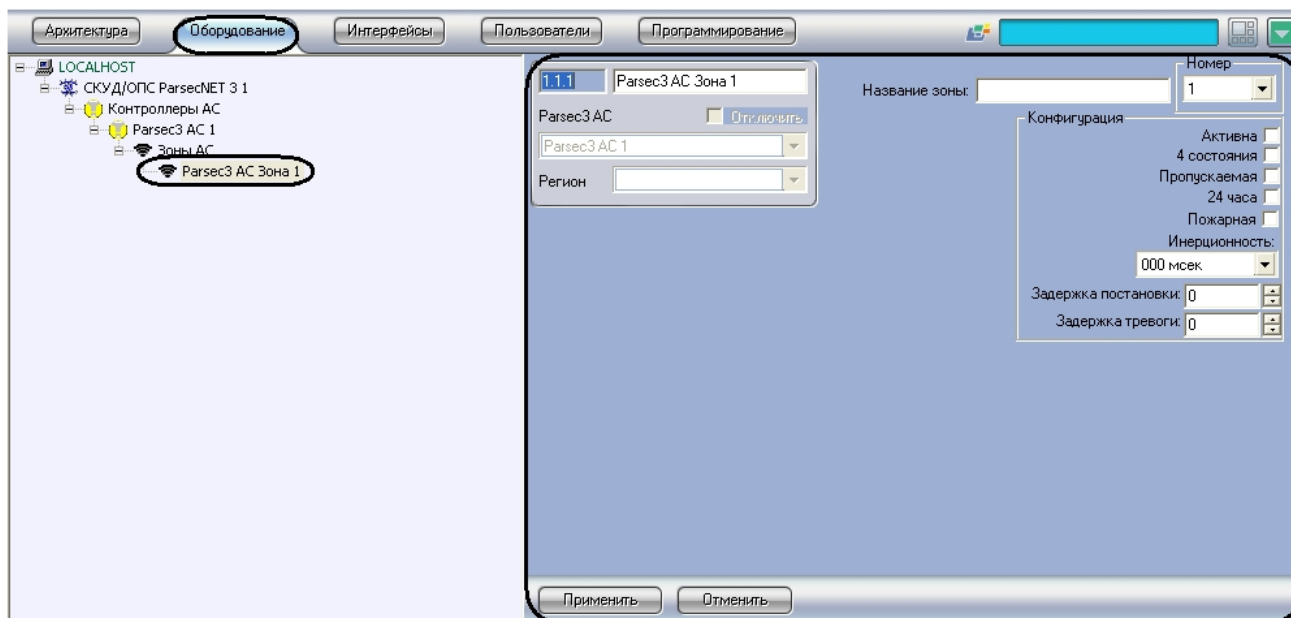 Архитектура Оборудование Интерфейсы Пользователи Программирование
LOCALHOST
СКУД/ОПС ParsecNET 3 1
Контроллеры АС
Parsec3 AC 1
Зоны АС
Parsec3 AC Зона 1
1.1.1 Parsec3 AC Зона 1
Parsec3 AC Отключить
Parsec3 AC 1
Регион
Название зоны:
Номер
1
Конфигурация
Активна
4 состояния
Пропускаемая
24 часа
Пожарная
Инерционность:
000 мсек
Задержка постановки: 0
Задержка тревоги: 0
Применить Отменить